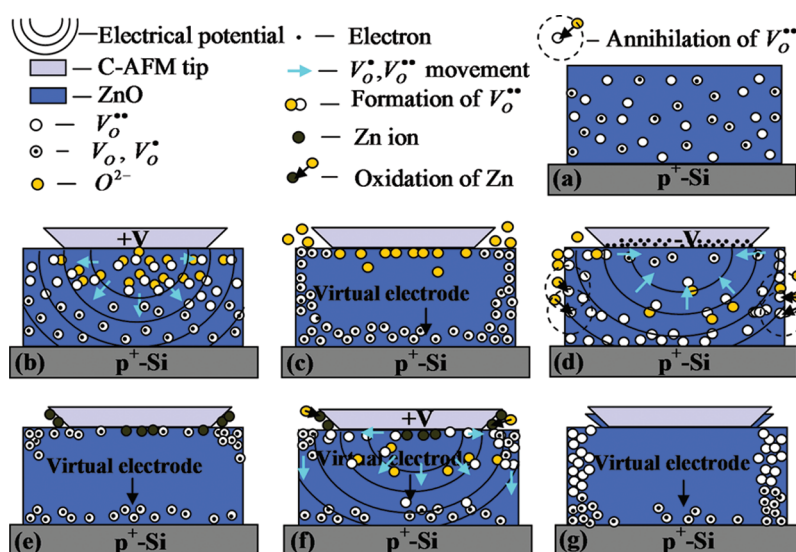 Electrical potential
C-AFM tip
ZnO
V_O^••
V_O, V_O^•
O^2−
Electron
V_O^•, V_O^•• movement
Formation of V_O^••
Zn ion
Oxidation of Zn
Annihilation of V_O^••
(a) p^+-Si
+V
(b) p^+-Si
Virtual electrode
(c) p^+-Si
-V
(d) p^+-Si
Virtual electrode
(e) p^+-Si
+V
Virtual electrode
(f) p^+-Si
Virtual electrode
(g) p^+-Si